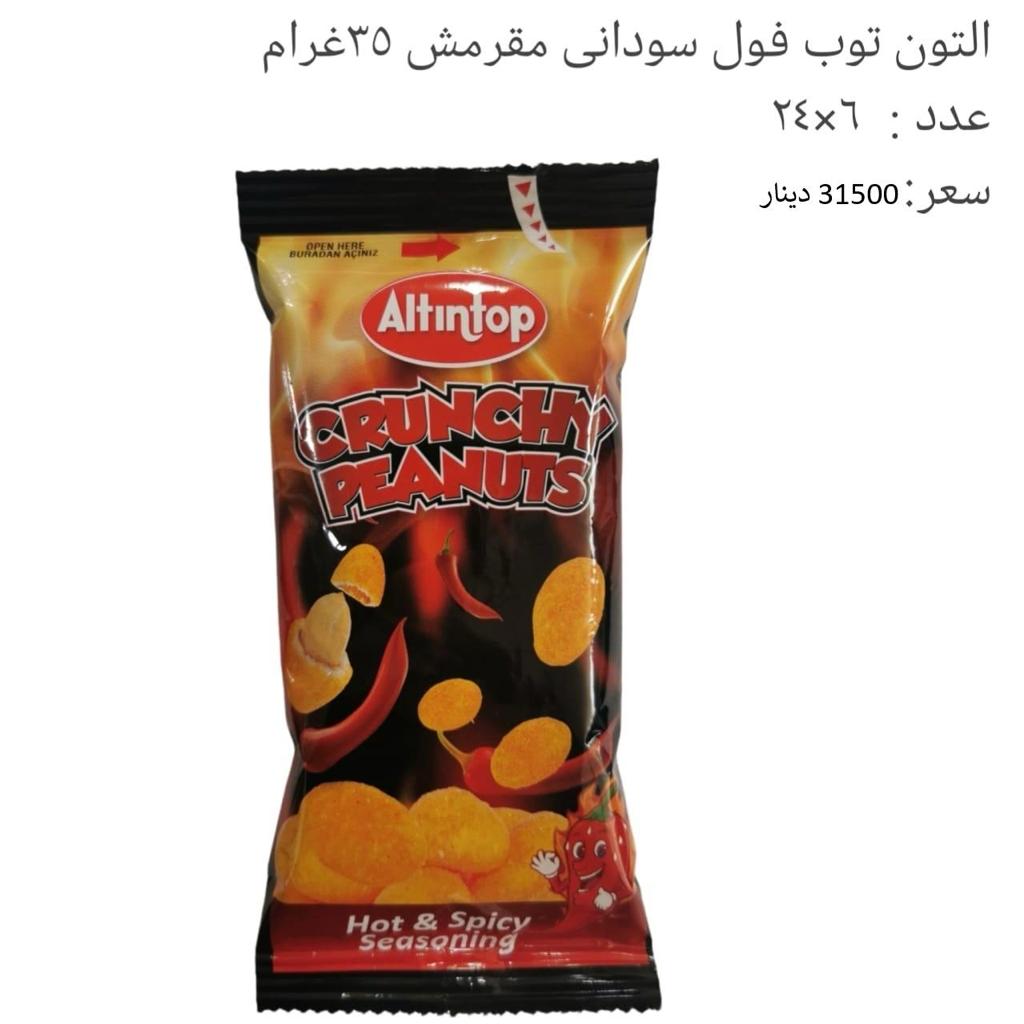 التون توب فول سودانى مقرمش ٣٥غرام
عدد : ٦×٢٤
سعر: 31500 دينار
OPEN HERE
BURADAN AÇINIZ
Altıntop
CRUNCHY
PEANUTS
Hot & Spicy
Seasoning